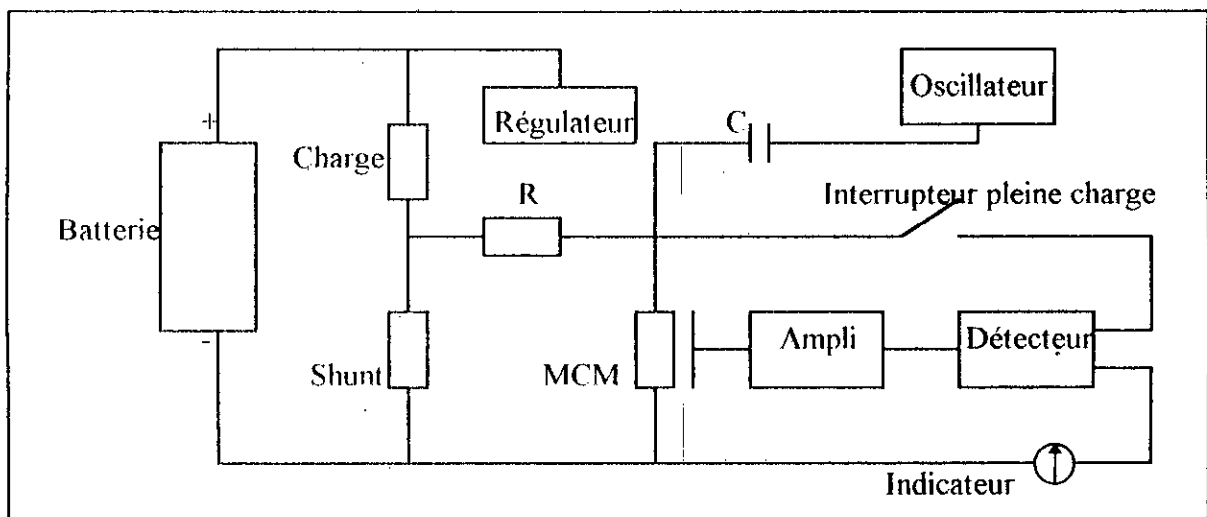 Oscillateur
+
Régulateur
C
Charge
R
Interrupteur pleine charge
Batterie
-
Ampli
Détecteur
Shunt
MCM
Indicateur